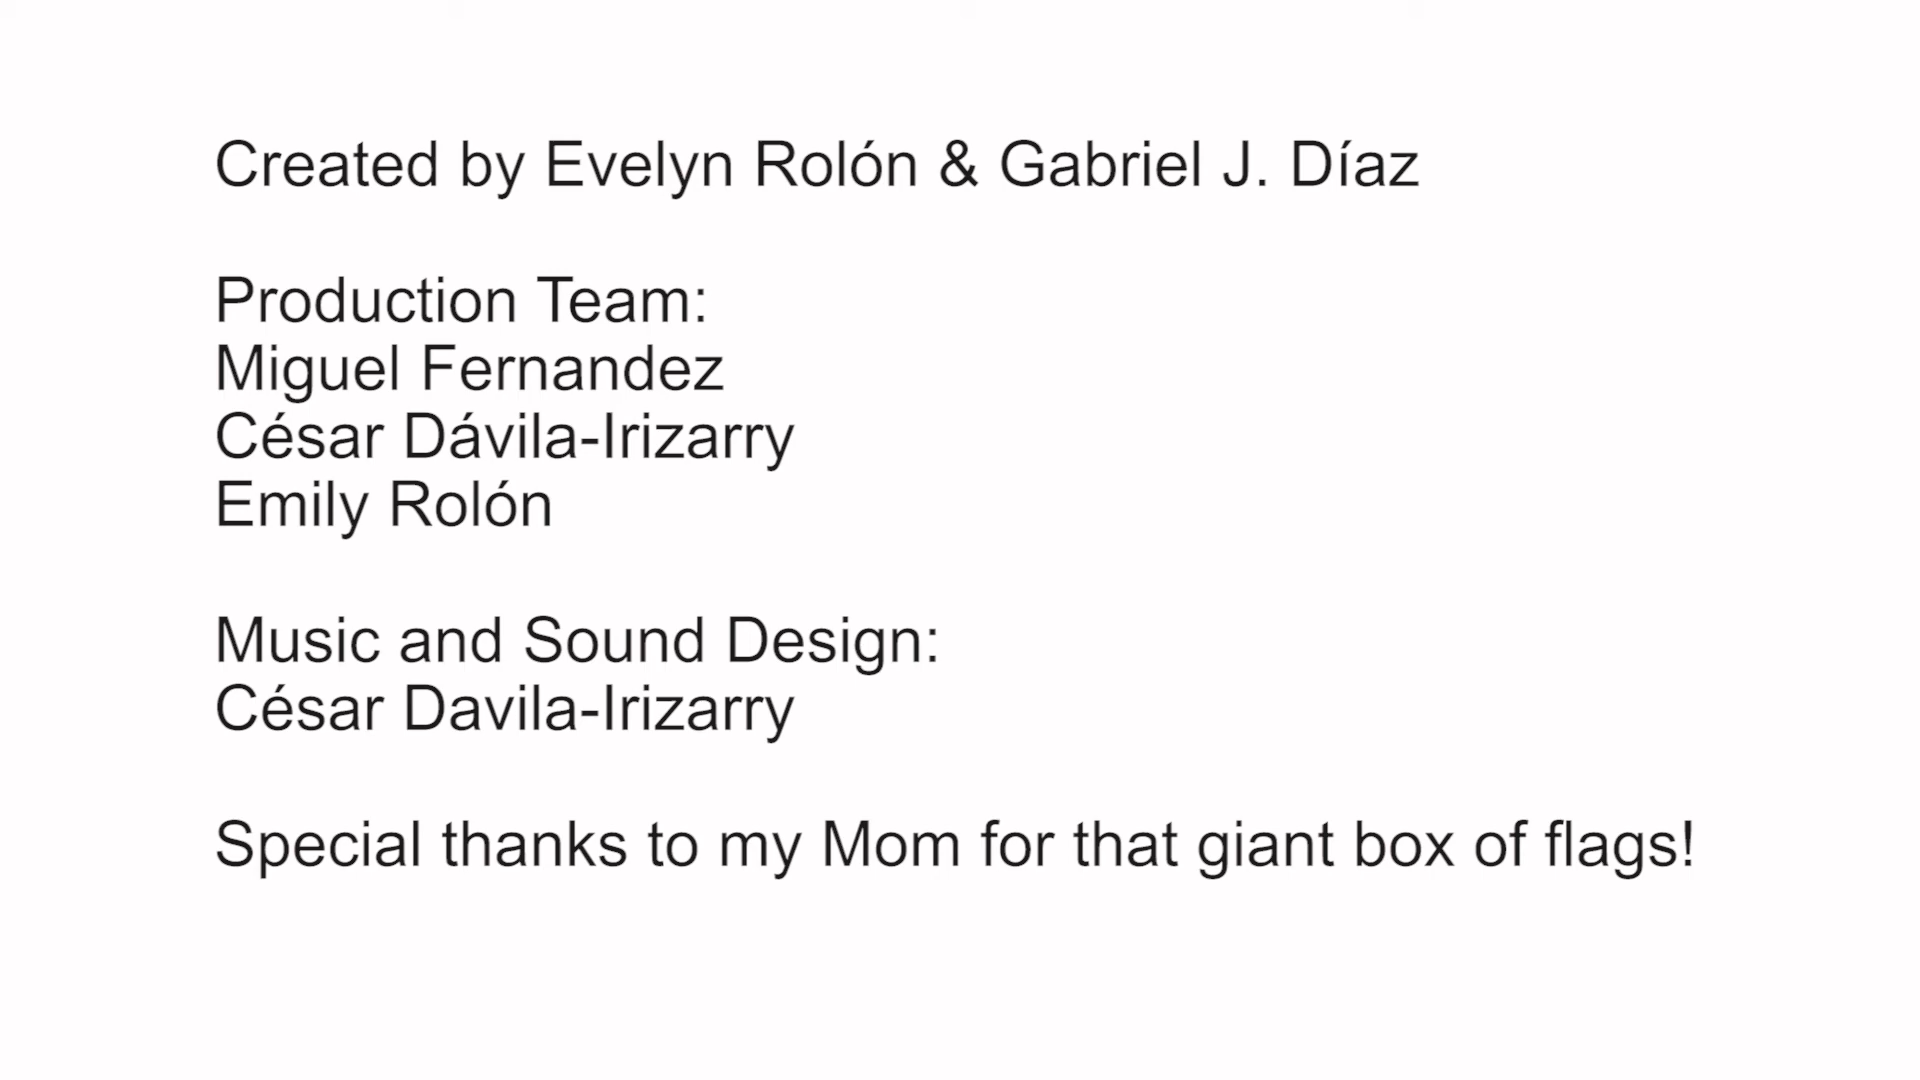 Created by Evelyn Rolón & Gabriel J. Díaz
Production Team:
Miguel Fernandez
César Dávila-Irizarry
Emily Rolón
Music and Sound Design:
César Davila-Irizarry
Special thanks to my Mom for that giant box of flags!